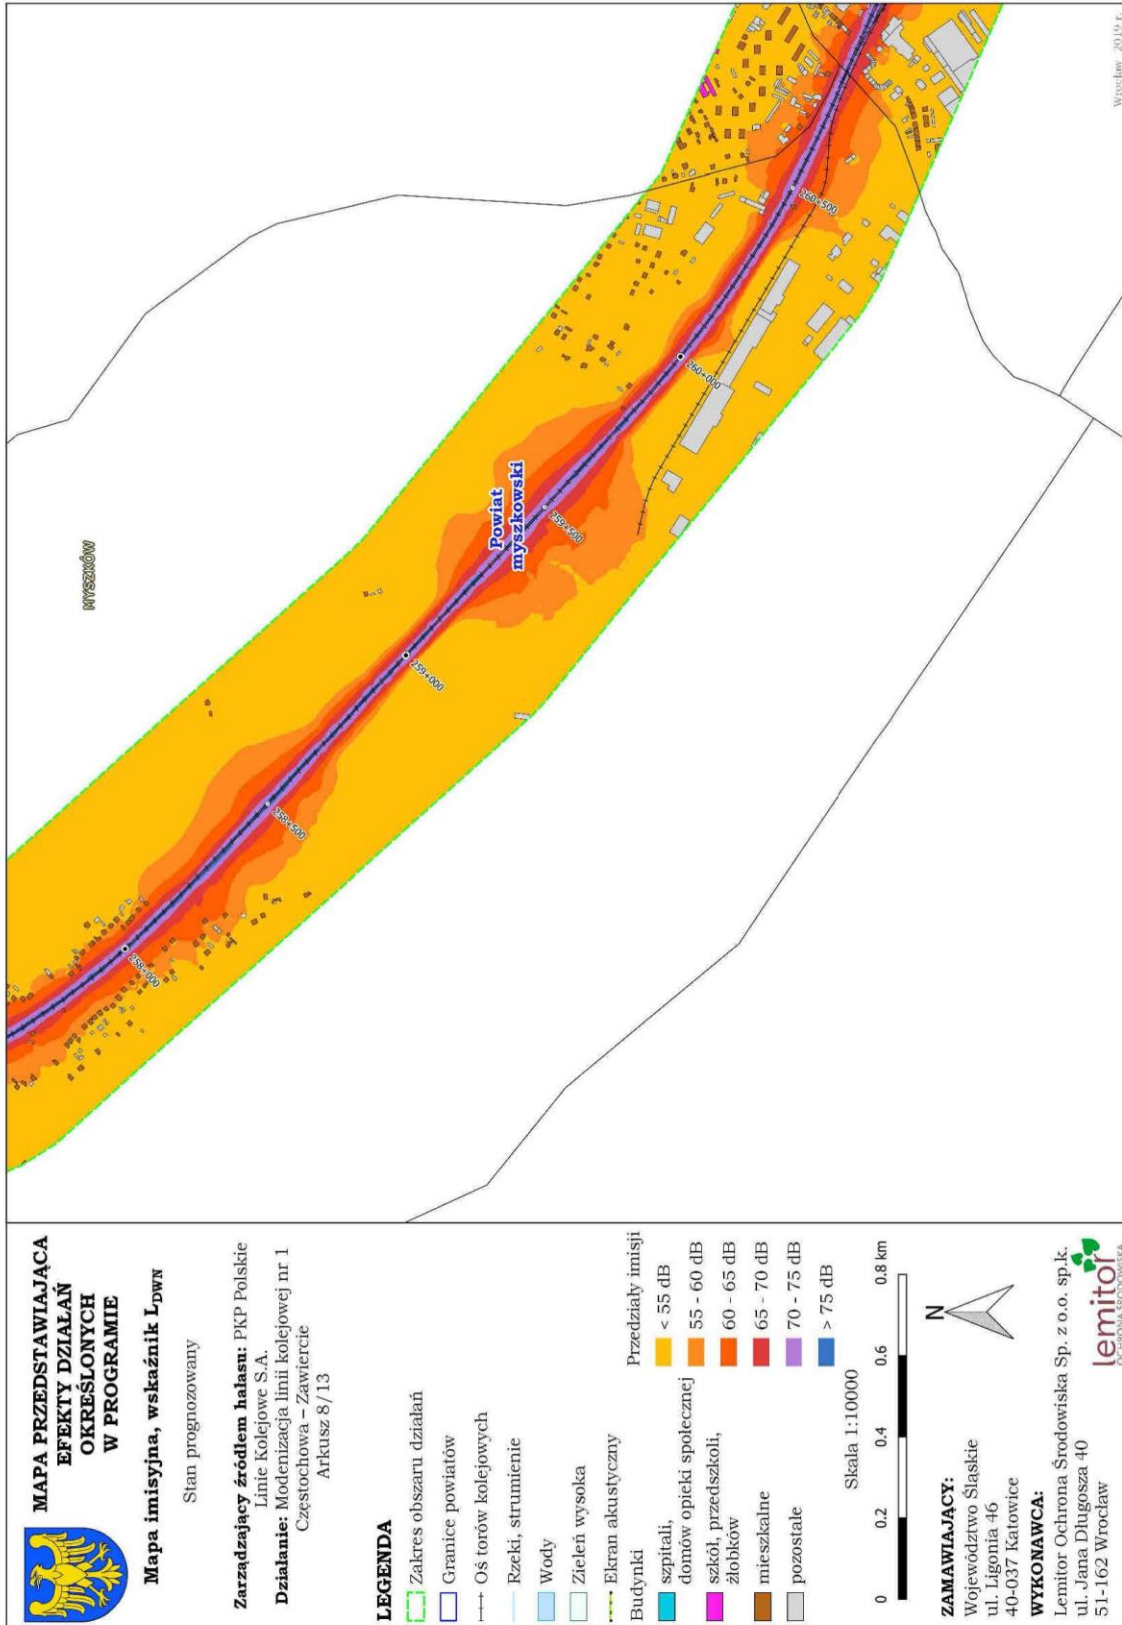 MAPA PRZEDSTAWIAJĄCA
EFEKTY DZIAŁAŃ
OKREŚLONYCH
W PROGRAMIE
Mapa imisyjna, wskaźnik LDWN
Stan prognozowany
Zarządzający źródłem hałasu: PKP Polskie
Linie Kolejowe S.A.
Działanie: Modenizacja linii kolejowej nr 1
Częstochowa – Zawiercie
Arkusz 8/13
LEGENDA
Zakres obszaru działań
Granice powiatów
Oś torów kolejowych
Rzeki, strumienie
Wody
Zieleń wysoka
Ekran akustyczny
Budynki
szpitali,
domów opieki społecznej
szkół, przedszkoli,
żłobków
mieszkalne
pozostałe
Przedziały imisji
< 55 dB
55 - 60 dB
60 - 65 dB
65 - 70 dB
70 - 75 dB
> 75 dB
Skala 1:10000
0 0.2 0.4 0.6 0.8 km
N
ZAMAWIAJĄCY:
Województwo Śląskie
ul. Ligonia 46
40-037 Katowice
WYKONAWCA:
Lemitor Ochrona Środowiska Sp. z o.o. sp.k.
ul. Jana Długosza 40
51-162 Wrocław
lemitor
OCHRONA ŚRODOWISKA
MYSZKÓW
Powiat
myszkowski
258+000
258+500
259+000
259+500
260+000
260+500
Wrocław 2019 r.